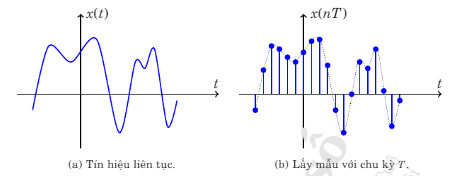 x(t)
t
(a) Tín hiệu liên tục.
x(nT)
t
(b) Lấy mẫu với chu kỳ T.